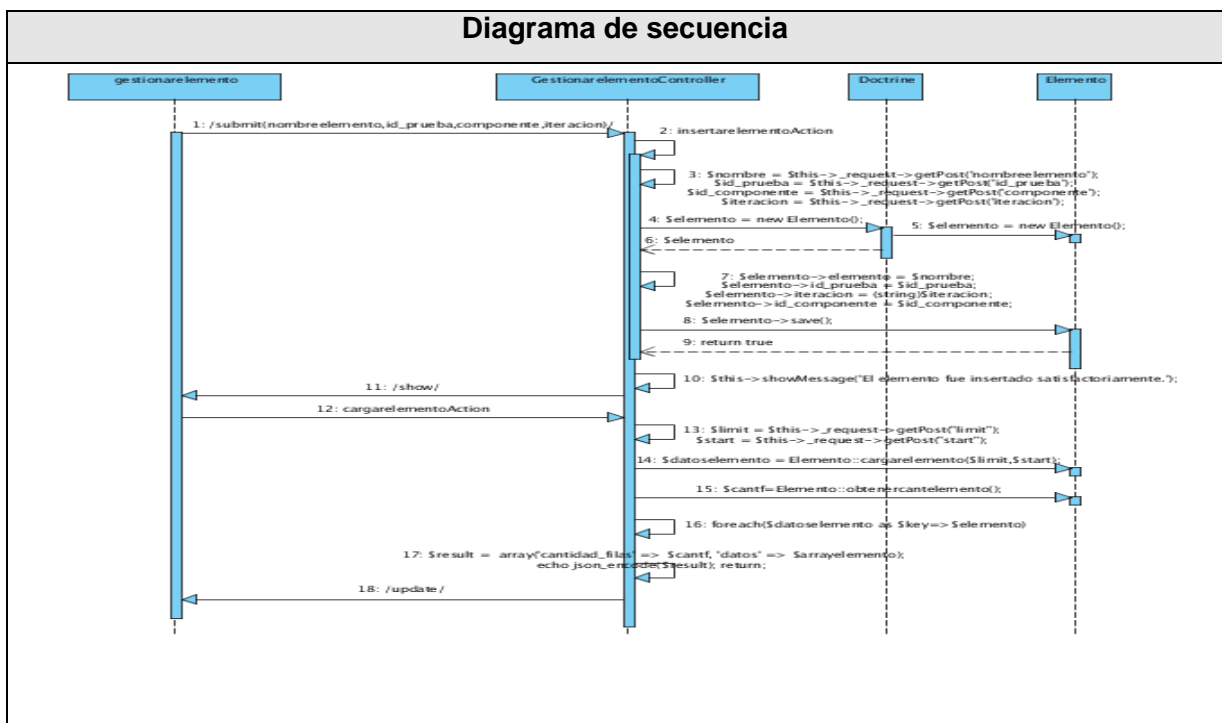 Diagrama de secuencia
gestionarelemento
GestionarelementoController
Doctrine
Elemento
1: /submit(nombreelemento,id_prueba,componente,iteracion)/
2: insertarelementoAction
3: $nombre = $this->_request->getPost("nombreelemento");
$id_prueba = $this->_request->getPost("id_prueba");
$id_componente = $this->_request->getPost("componente");
$iteracion = $this->_request->getPost("iteracion");
4: $elemento = new Elemento();
5: $elemento = new Elemento();
6: $elemento
7: $elemento->elemento = $nombre;
$elemento->id_prueba = $id_prueba;
$elemento->iteracion = (string)$iteracion;
$elemento->id_componente = $id_componente;
8: $elemento->save();
9: return true
10: $this->showMessage("El elemento fue insertado satisfactoriamente.");
11: /show/
12: cargarelementoAction
13: $limit = $this->_request->getPost("limit");
$start = $this->_request->getPost("start");
14: $datoselemento = Elemento::cargarelemento($limit,$start);
15: $cantf=Elemento::obtenercantelemento();
16: foreach($datoselemento as $key=> $elemento)
17: $result = array("cantidad_filas" => $cantf, "datos" => $arrayelemento);
echo json_encode($result); return;
18: /update/